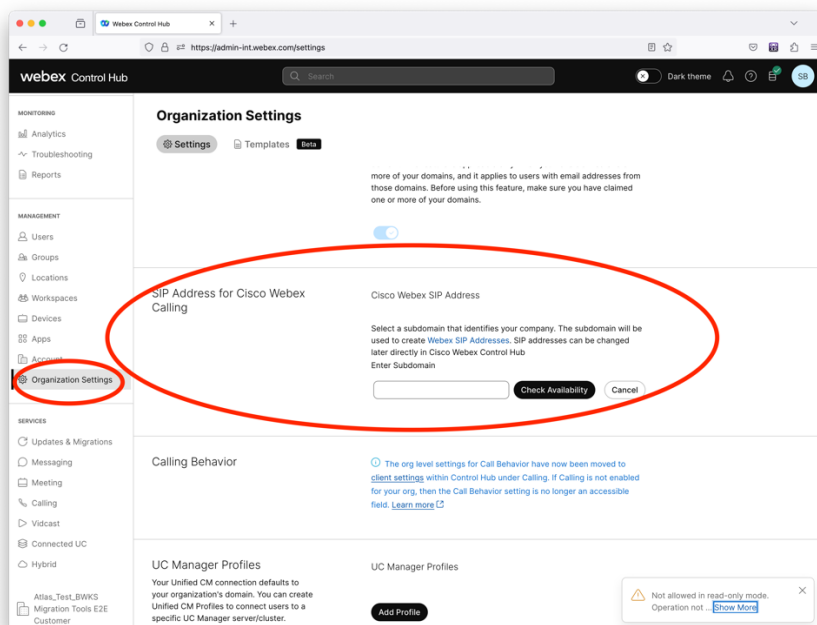 Webex Control Hub
https://admin-int.webex.com/settings
webex Control Hub
Search
Dark theme
SB
MONITORING
Analytics
Troubleshooting
Reports
MANAGEMENT
Users
Groups
Locations
Workspaces
Devices
Apps
Account
Organization Settings
SERVICES
Updates & Migrations
Messaging
Meeting
Calling
Vidcast
Connected UC
Hybrid
Atlas_Test_BWKS
Migration Tools E2E
Customer
Organization Settings
Settings
Templates
Beta
more of your domains, and it applies to users with email addresses from
those domains. Before using this feature, make sure you have claimed
one or more of your domains.
SIP Address for Cisco Webex
Calling
Cisco Webex SIP Address
Select a subdomain that identifies your company. The subdomain will be
used to create Webex SIP Addresses. SIP addresses can be changed
later directly in Cisco Webex Control Hub
Enter Subdomain
Check Availability
Cancel
Calling Behavior
The org level settings for Call Behavior have now been moved to
client settings within Control Hub under Calling. If Calling is not enabled
for your org, then the Call Behavior setting is no longer an accessible
field. Learn more
UC Manager Profiles
Your Unified CM connection defaults to
your organization's domain. You can create
Unified CM Profiles to connect users to a
specific UC Manager server/cluster.
UC Manager Profiles
Add Profile
Not allowed in read-only mode.
Operation not ... Show More